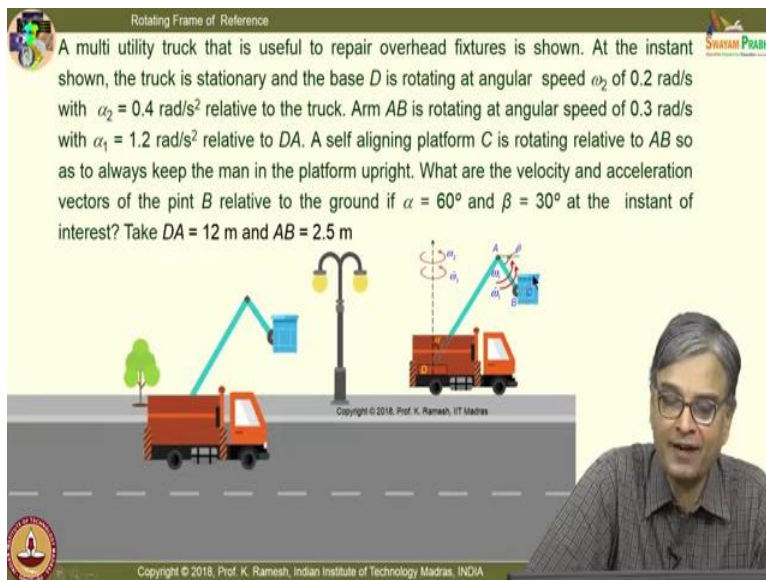 Rotating Frame of Reference
SWAYAM PRABH
A multi utility truck that is useful to repair overhead fixtures is shown. At the instant
shown, the truck is stationary and the base D is rotating at angular speed ω₂ of 0.2 rad/s
with α₂ = 0.4 rad/s² relative to the truck. Arm AB is rotating at angular speed of 0.3 rad/s
with α₁ = 1.2 rad/s² relative to DA. A self aligning platform C is rotating relative to AB so
as to always keep the man in the platform upright. What are the velocity and acceleration
vectors of the pint B relative to the ground if α = 60º and β = 30º at the instant of
interest? Take DA = 12 m and AB = 2.5 m
A β
B C
D
Copyright © 2018, Prof. K. Ramesh, IIT Madras
Copyright © 2018, Prof. K. Ramesh, Indian Institute of Technology Madras, INDIA